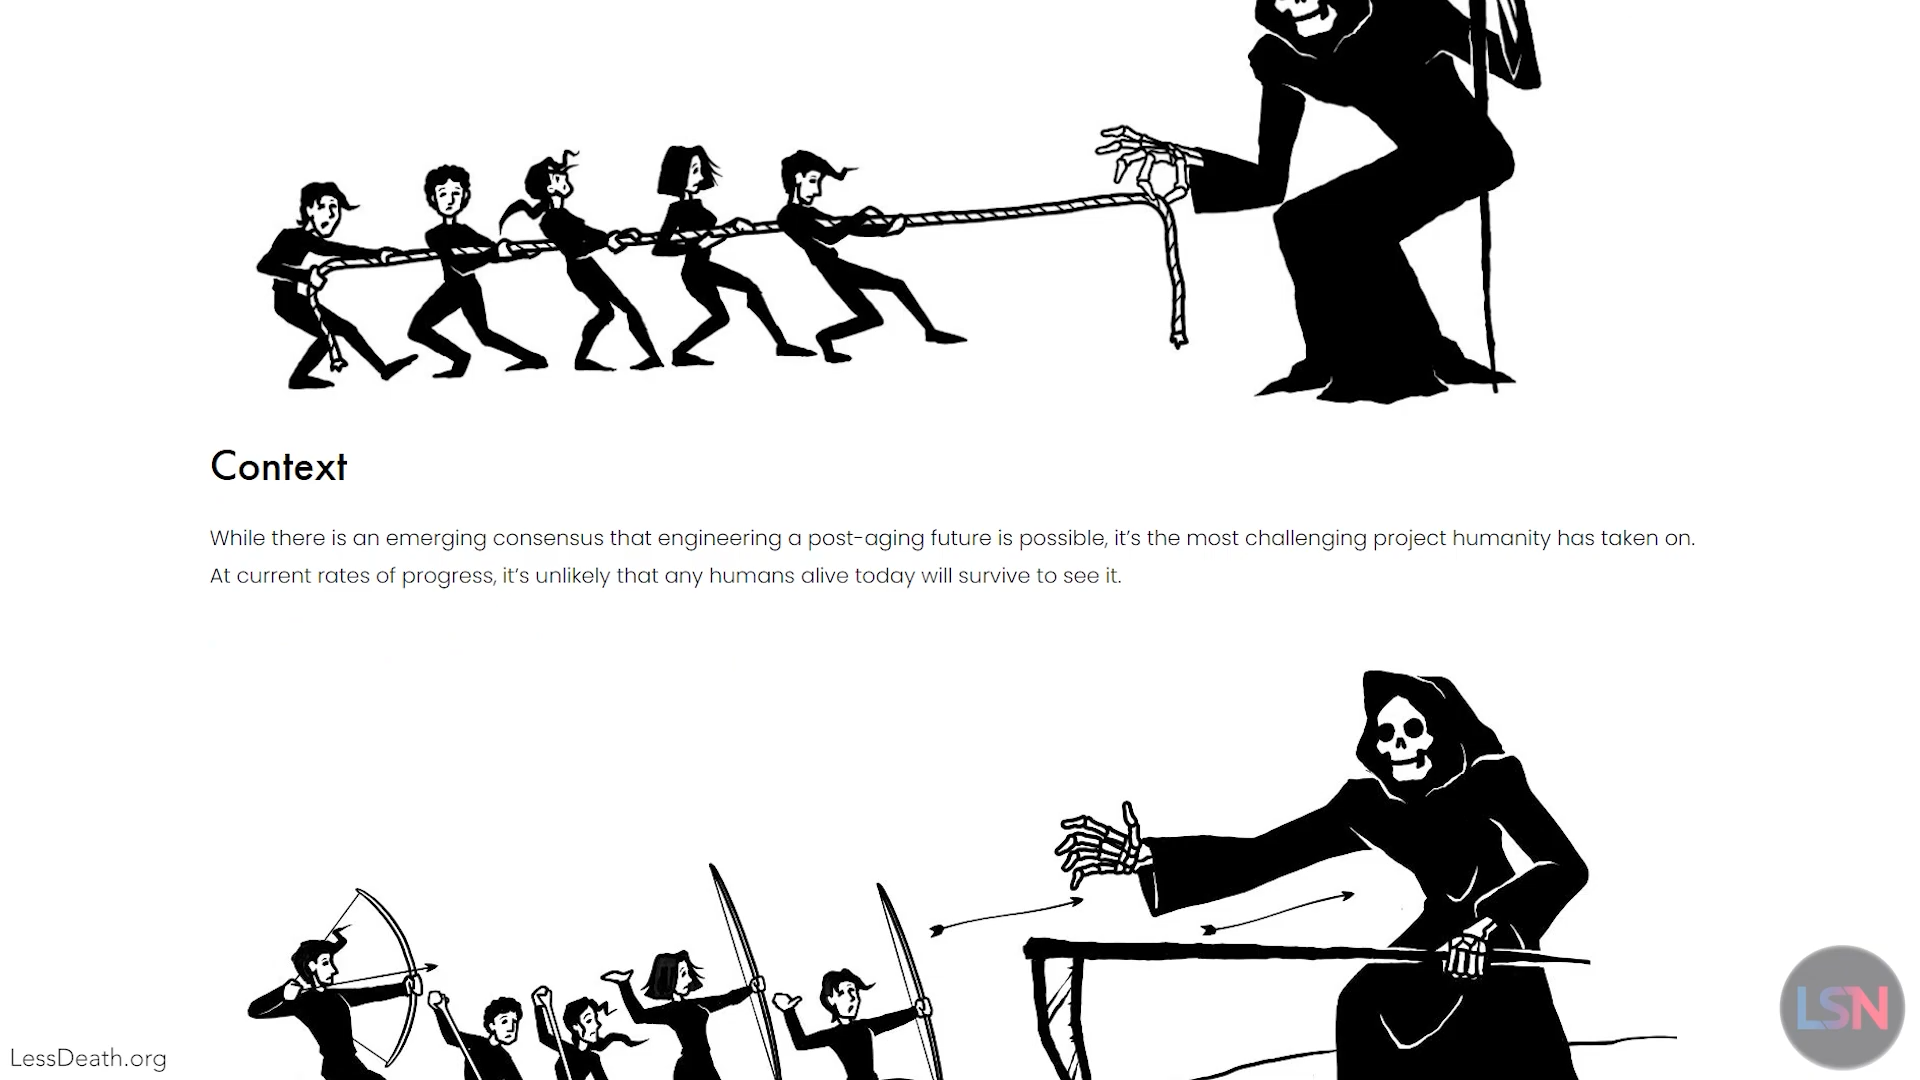 Context
While there is an emerging consensus that engineering a post-aging future is possible, it’s the most challenging project humanity has taken on.
At current rates of progress, it’s unlikely that any humans alive today will survive to see it.
LessDeath.org
LSN